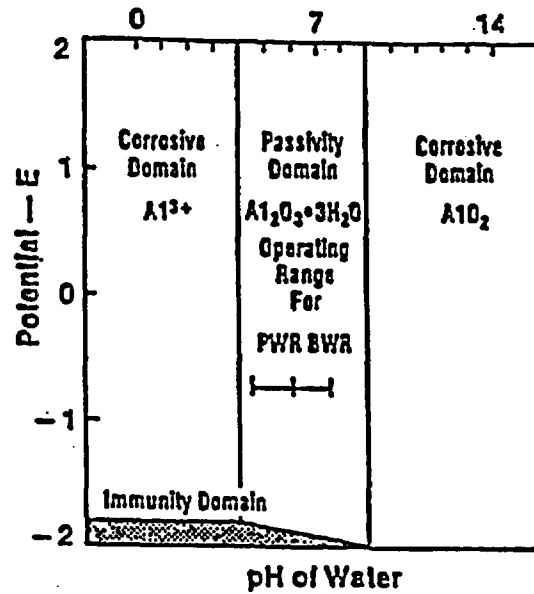 0 7 14
2
Corrosive Domain
Al³⁺
Passivity Domain
Al₂O₃•3H₂O
Operating Range For
PWR BWR
Corrosive Domain
AlO₂
1
0
−1
−2
Potential—E
Immunity Domain
pH of Water